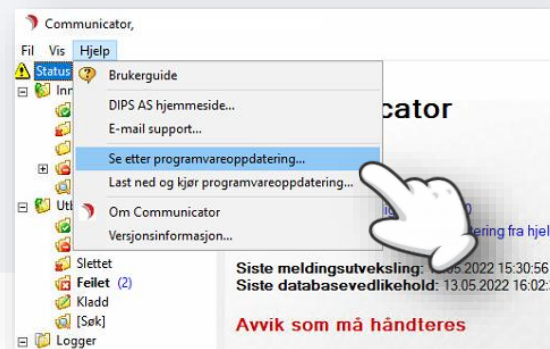 Communicator,
Fil Vis Hjelp
Status
Brukerguide
DIPS AS hjemmeside...
E-mail support...
Se etter programvareoppdatering...
Last ned og kjør programvareoppdatering...
Om Communicator
Versjonsinformasjon...
Slettet
Feilet (2)
Kladd
[Søk]
Logger
fra
Siste meldingsutveksling: .05.2022 15:30:56
Siste databasevedlikehold: 13.05.2022 16:02:
Avvik som må håndteres